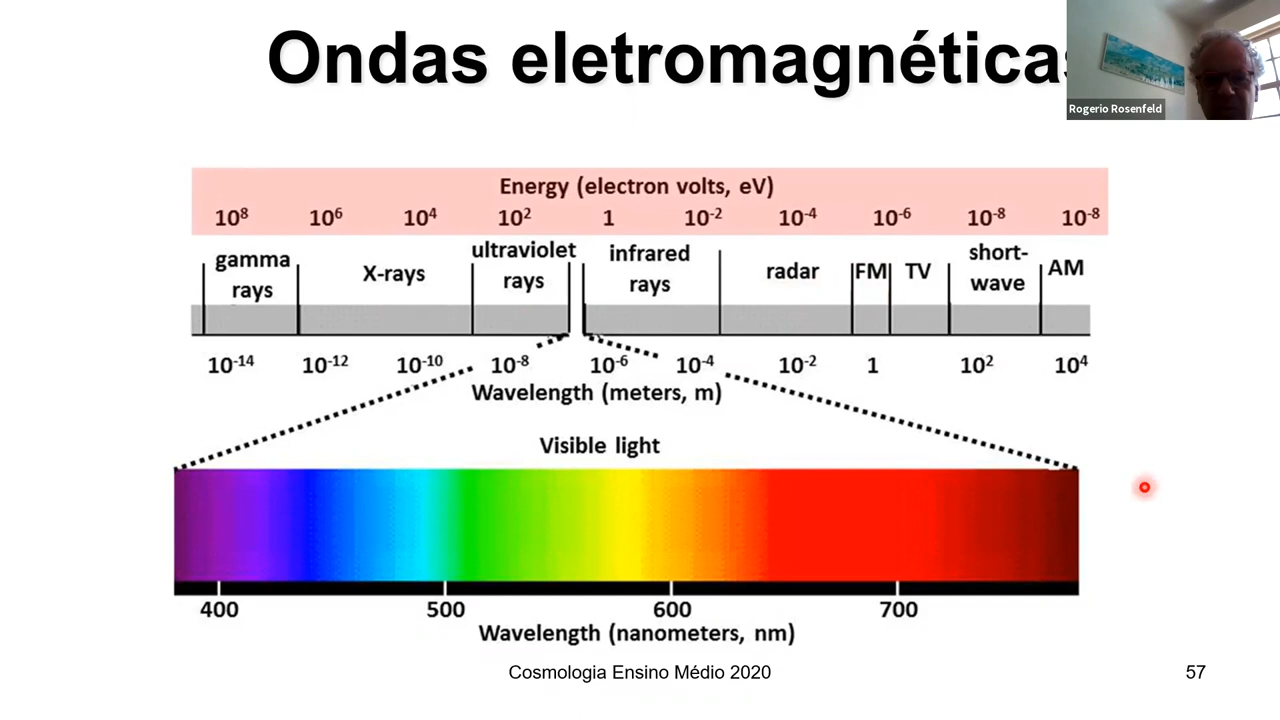 Ondas eletromagnéticas
Rogerio Rosenfeld
Energy (electron volts, eV)
10⁸ 10⁶ 10⁴ 10² 1 10⁻² 10⁻⁴ 10⁻⁶ 10⁻⁸ 10⁻⁸
gamma rays X-rays ultraviolet rays infrared rays radar FM TV short-wave AM
10⁻¹⁴ 10⁻¹² 10⁻¹⁰ 10⁻⁸ 10⁻⁶ 10⁻⁴ 10⁻² 1 10² 10⁴
Wavelength (meters, m)
Visible light
400 500 600 700
Wavelength (nanometers, nm)
Cosmologia Ensino Médio 2020
57